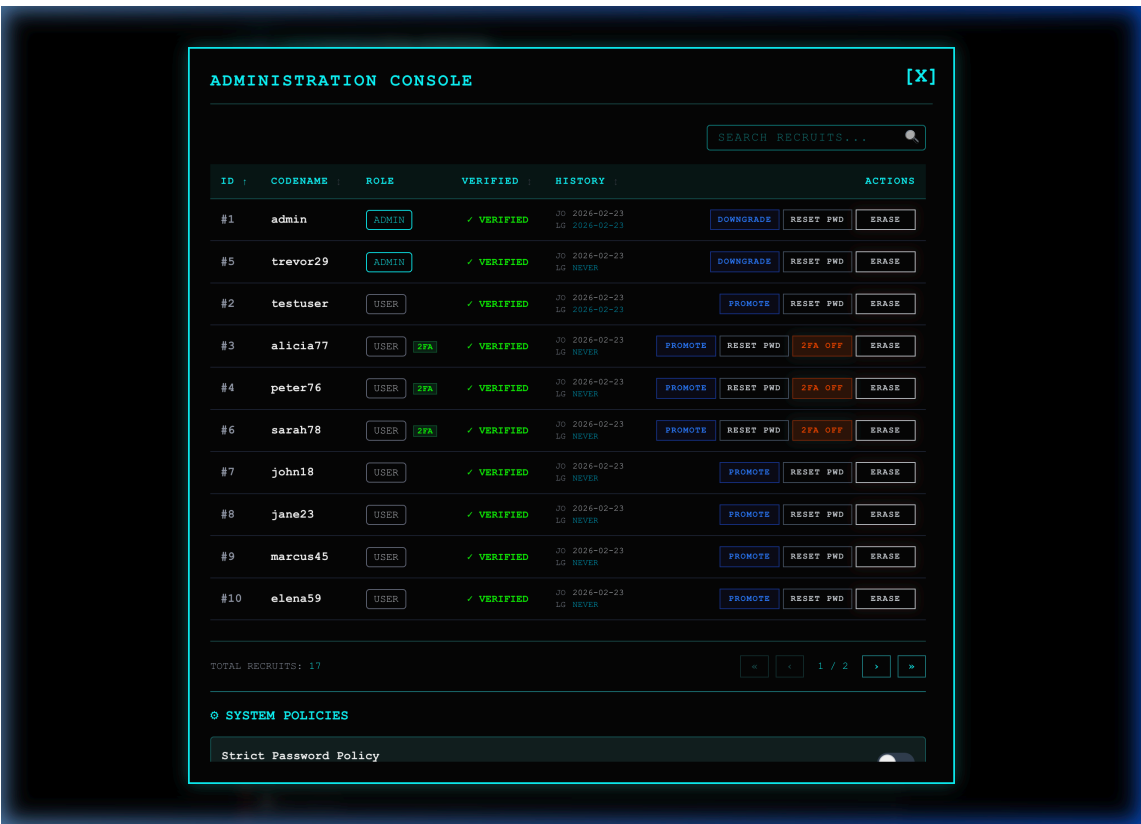 ADMINISTRATION CONSOLE [X]
SEARCH RECRUITS...
ID ↑ CODENAME ROLE VERIFIED HISTORY ACTIONS
#1 admin ADMIN ✓ VERIFIED JO 2026-02-23 LG 2026-02-23 DOWNGRADE RESET PWD ERASE
#5 trevor29 ADMIN ✓ VERIFIED JO 2026-02-23 LG NEVER DOWNGRADE RESET PWD ERASE
#2 testuser USER ✓ VERIFIED JO 2026-02-23 LG 2026-02-23 PROMOTE RESET PWD ERASE
#3 alicia77 USER 2FA ✓ VERIFIED JO 2026-02-23 LG NEVER PROMOTE RESET PWD 2FA OFF ERASE
#4 peter76 USER 2FA ✓ VERIFIED JO 2026-02-23 LG NEVER PROMOTE RESET PWD 2FA OFF ERASE
#6 sarah78 USER 2FA ✓ VERIFIED JO 2026-02-23 LG NEVER PROMOTE RESET PWD 2FA OFF ERASE
#7 john18 USER ✓ VERIFIED JO 2026-02-23 LG NEVER PROMOTE RESET PWD ERASE
#8 jane23 USER ✓ VERIFIED JO 2026-02-23 LG NEVER PROMOTE RESET PWD ERASE
#9 marcus45 USER ✓ VERIFIED JO 2026-02-23 LG NEVER PROMOTE RESET PWD ERASE
#10 elena59 USER ✓ VERIFIED JO 2026-02-23 LG NEVER PROMOTE RESET PWD ERASE
TOTAL RECRUITS: 17 « ‹ 1 / 2 › »
⚙ SYSTEM POLICIES
Strict Password Policy